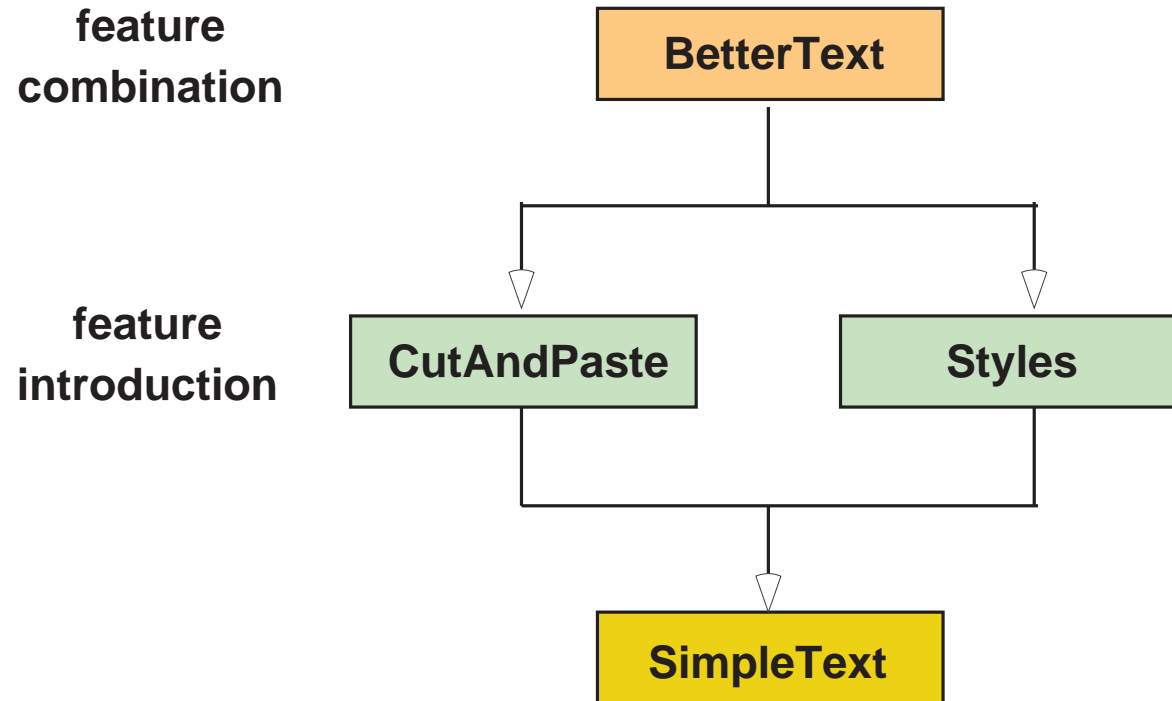 feature
combination
BetterText
feature
introduction
CutAndPaste
Styles
SimpleText